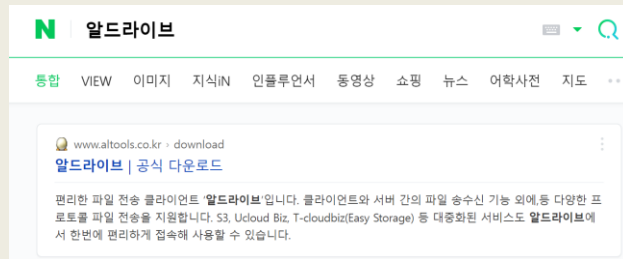 N 알드라이브
통합 VIEW 이미지 지식iN 인플루언서 동영상 쇼핑 뉴스 어학사전 지도
www.altools.co.kr › download
알드라이브 | 공식 다운로드
편리한 파일 전송 클라이언트 '알드라이브'입니다. 클라이언트와 서버 간의 파일 송수신 기능 외에,등 다양한 프
로토콜 파일 전송을 지원합니다. S3, Ucloud Biz, T-cloudbiz(Easy Storage) 등 대중화된 서비스도 알드라이브에
서 한번에 편리하게 접속해 사용할 수 있습니다.